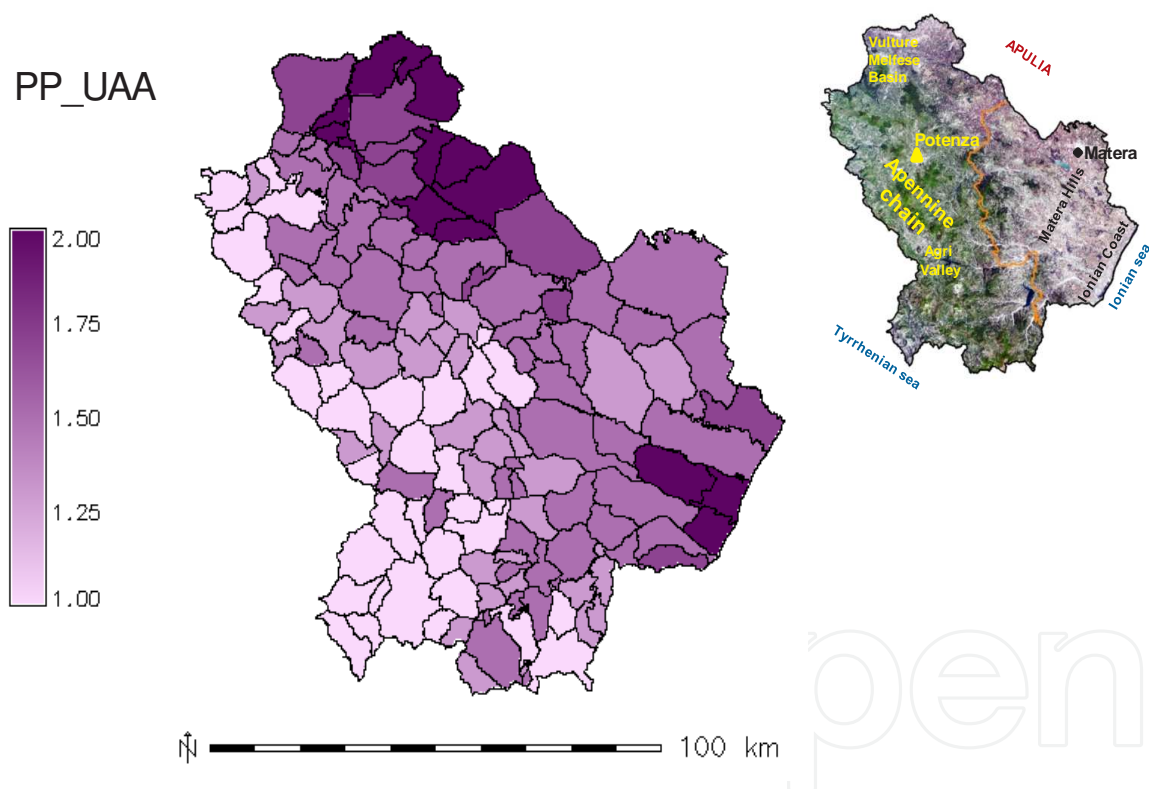 PP_UAA
2.00
1.75
1.50
1.25
1.00
N
100 km
Vulture
Melfese
Basin
APULIA
Potenza
Matera
Apennine
chain
Matera Hills
Agri
Valley
Ionian Coast
Ionian sea
Tyrrhenian sea
pen